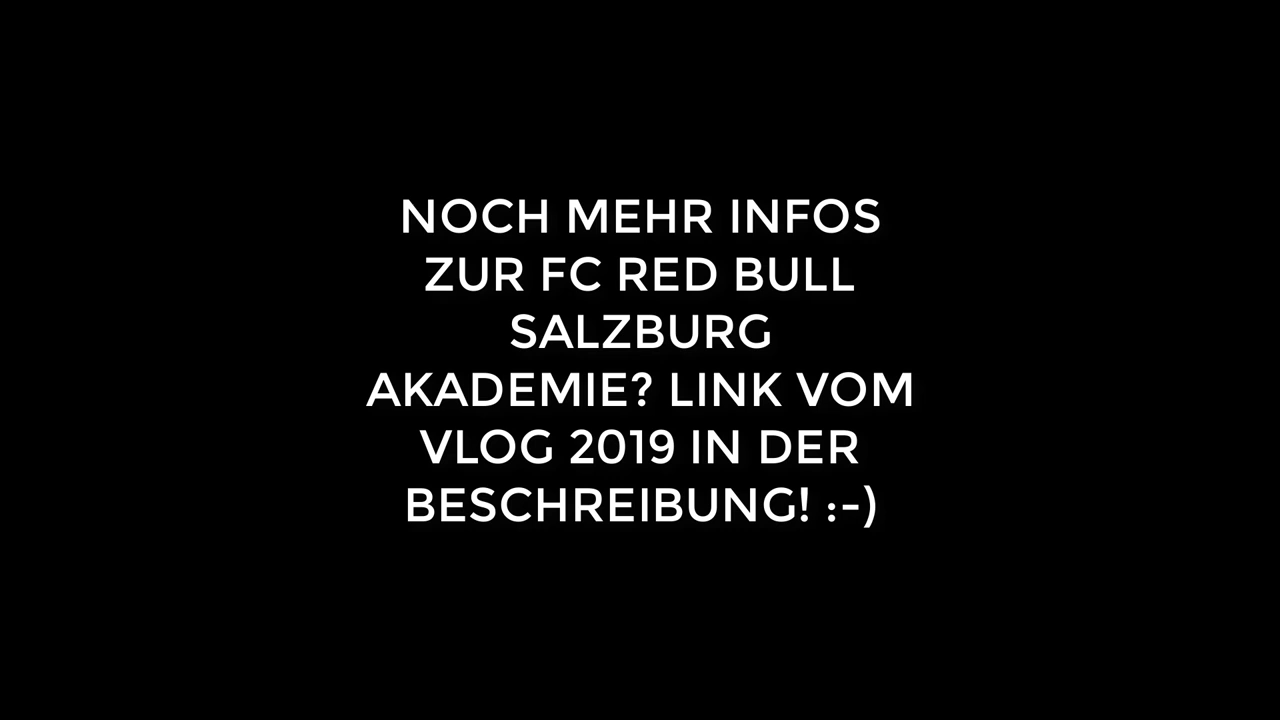 NOCH MEHR INFOS
ZUR FC RED BULL
SALZBURG
AKADEMIE? LINK VOM
VLOG 2019 IN DER
BESCHREIBUNG! :-)